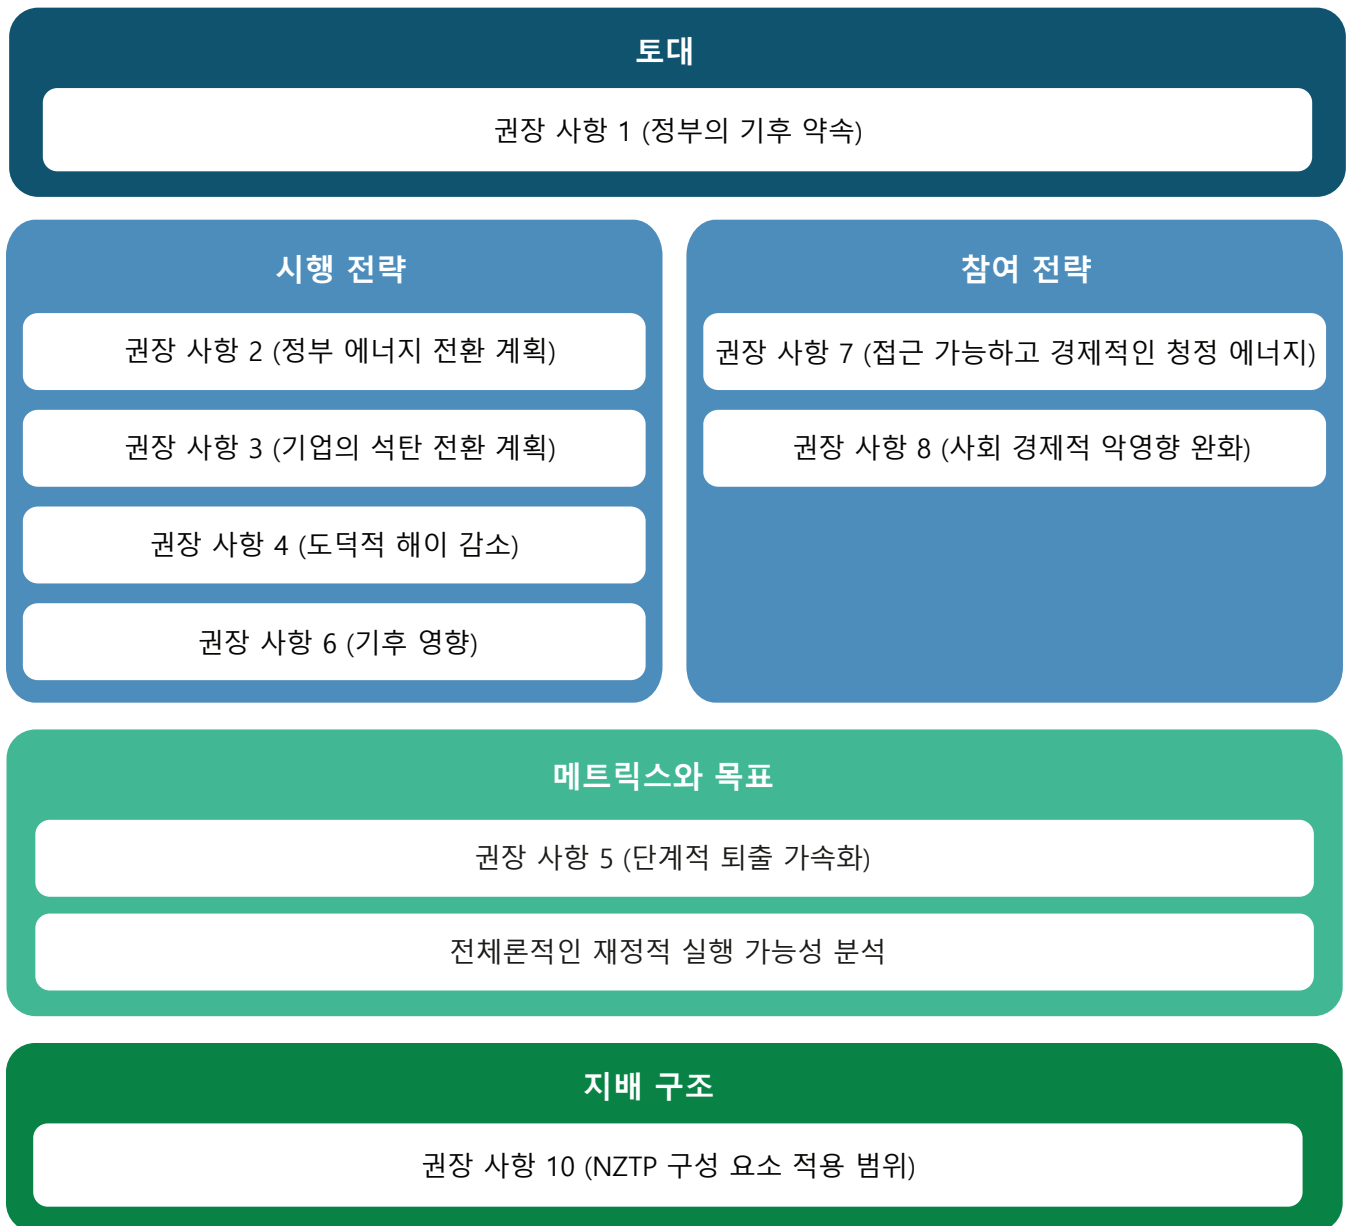 토대
권장 사항 1 (정부의 기후 약속)
시행 전략
권장 사항 2 (정부 에너지 전환 계획)
권장 사항 3 (기업의 석탄 전환 계획)
권장 사항 4 (도덕적 해이 감소)
권장 사항 6 (기후 영향)
참여 전략
권장 사항 7 (접근 가능하고 경제적인 청정 에너지)
권장 사항 8 (사회 경제적 악영향 완화)
메트릭스와 목표
권장 사항 5 (단계적 퇴출 가속화)
전체론적인 재정적 실행 가능성 분석
지배 구조
권장 사항 10 (NZTP 구성 요소 적용 범위)